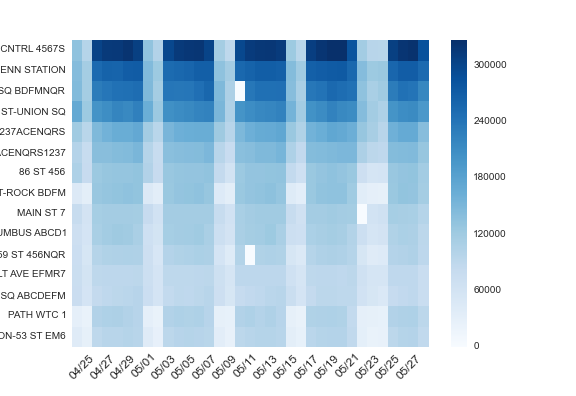 CNTRL 4567S
ENN STATION
SQ BDFMNQR
ST-UNION SQ
1237ACENQRS
ACENQRS1237
86 ST 456
T-ROCK BDFM
MAIN ST 7
UMBUS ABCD1
59 ST 456NQR
LT AVE EFMR7
SQ ABCDEFM
PATH WTC 1
ON-53 ST EM6
04/25 04/27 04/29 05/01 05/03 05/05 05/07 05/09 05/11 05/13 05/15 05/17 05/19 05/21 05/23 05/25 05/27
300000
240000
180000
120000
60000
0